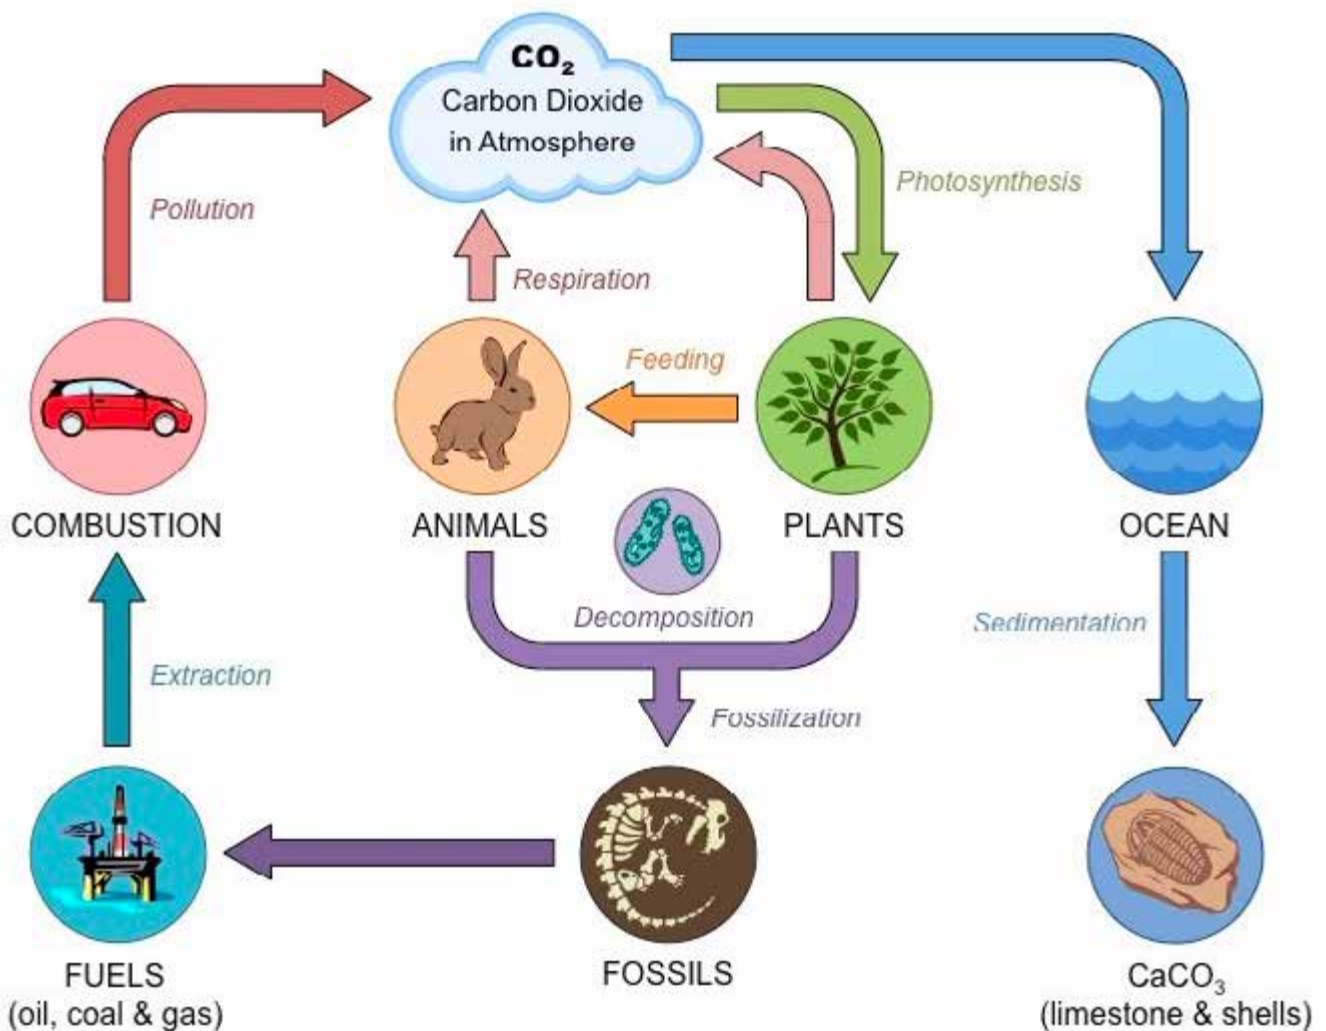 CO₂
Carbon Dioxide
in Atmosphere
Pollution
Photosynthesis
Respiration
Feeding
COMBUSTION
ANIMALS
PLANTS
OCEAN
Decomposition
Sedimentation
Extraction
Fossilization
FUELS
(oil, coal & gas)
FOSSILS
CaCO₃
(limestone & shells)